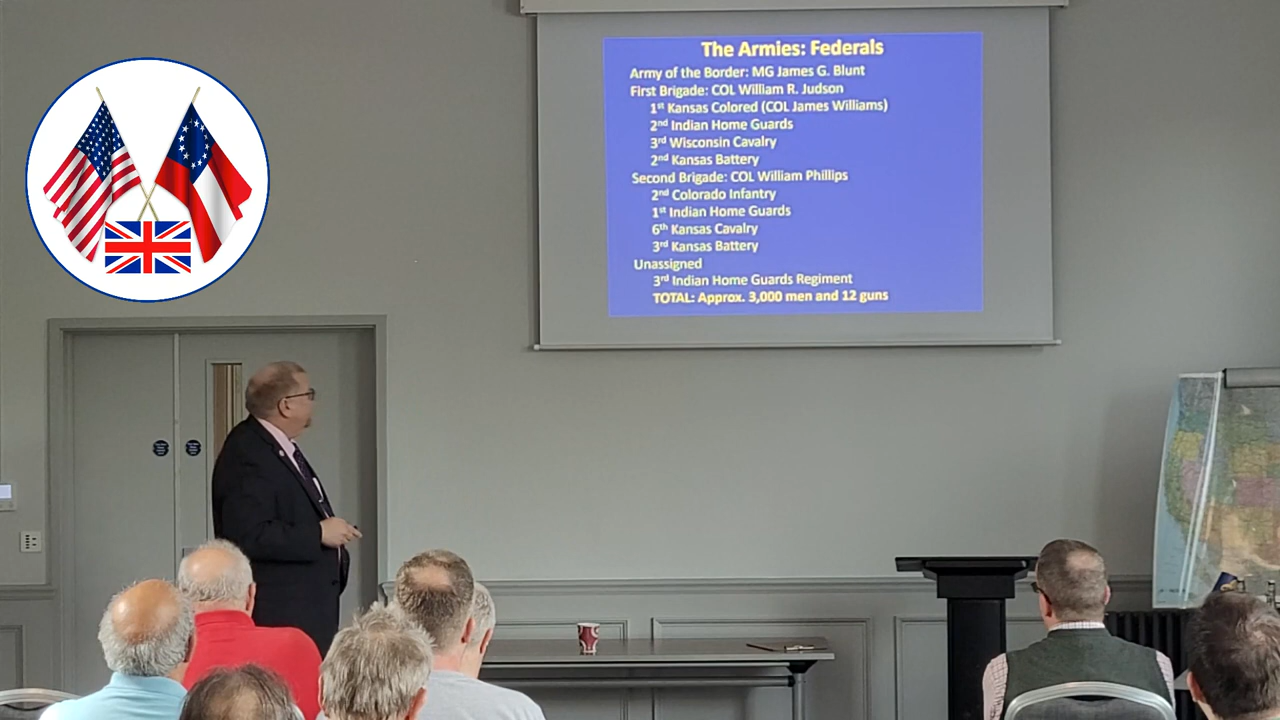 The Armies: Federals
Army of the Border: MG James G. Blunt
First Brigade: COL William R. Judson
1st Kansas Colored (COL James Williams)
2nd Indian Home Guards
3rd Wisconsin Cavalry
2nd Kansas Battery
Second Brigade: COL William Phillips
2nd Colorado Infantry
1st Indian Home Guards
6th Kansas Cavalry
3rd Kansas Battery
Unassigned
3rd Indian Home Guards Regiment
TOTAL: Approx. 3,000 men and 12 guns